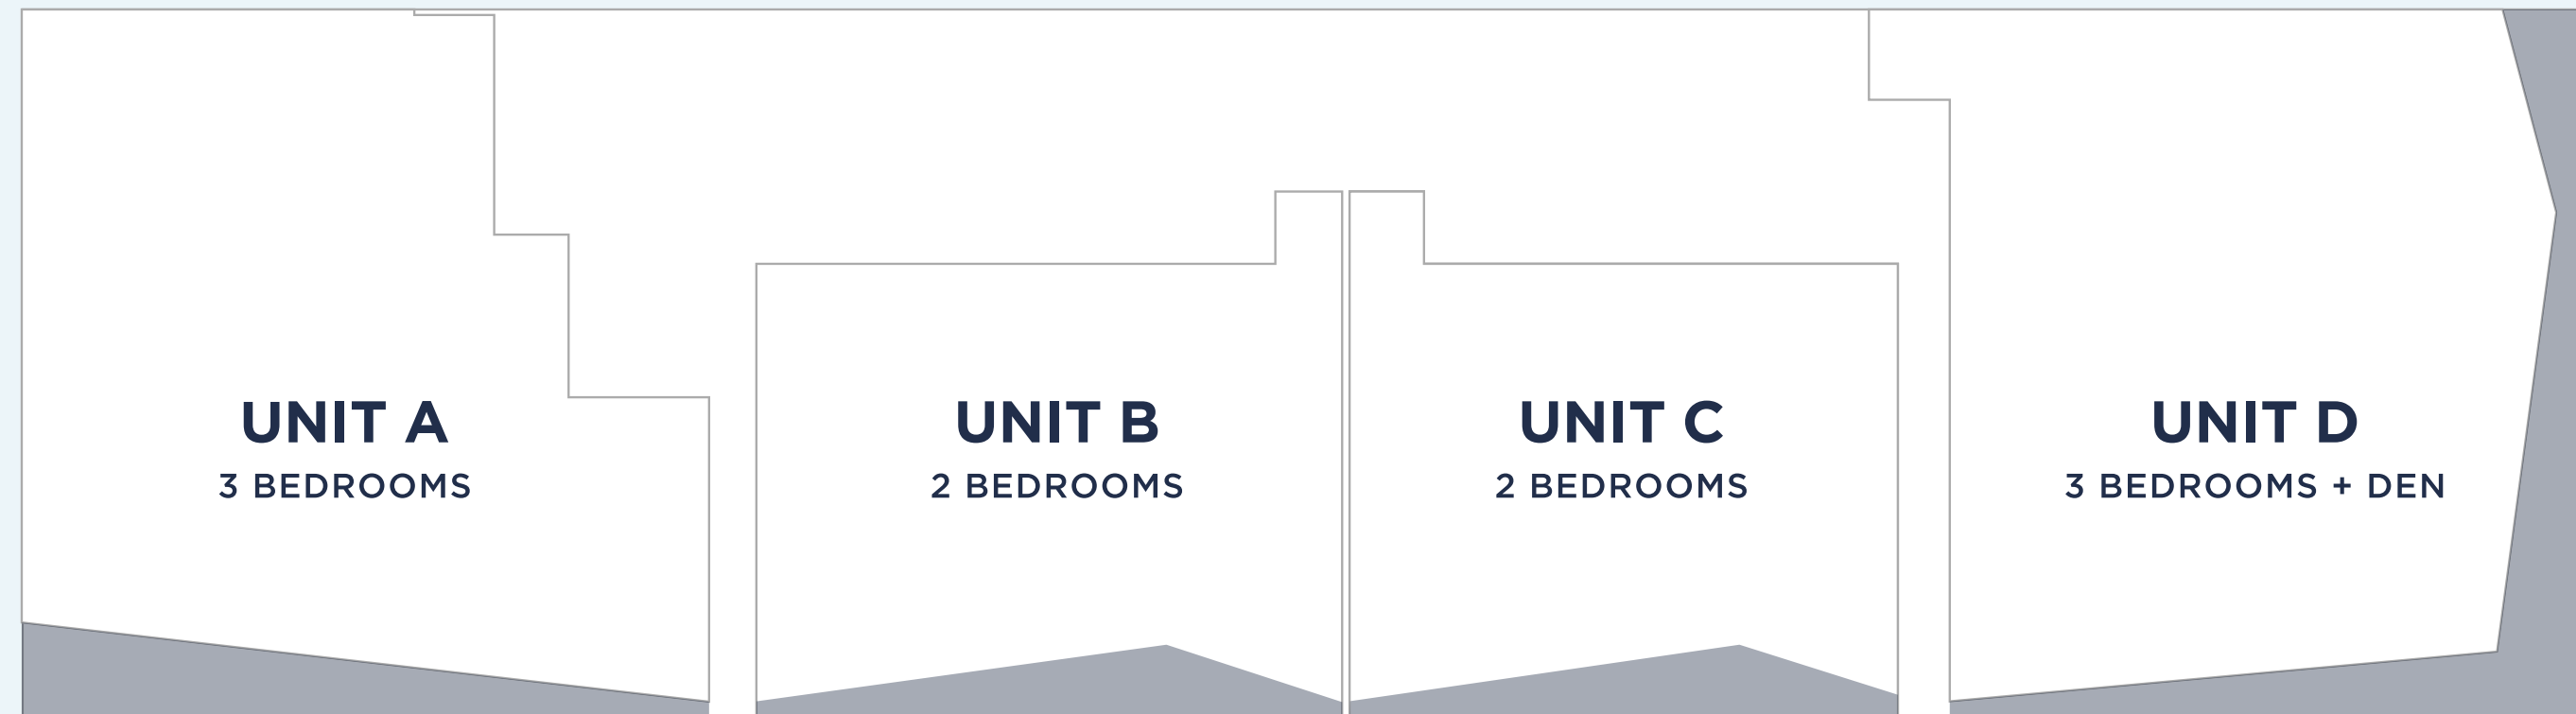 UNIT A
3 BEDROOMS
UNIT B
2 BEDROOMS
UNIT C
2 BEDROOMS
UNIT D
3 BEDROOMS + DEN